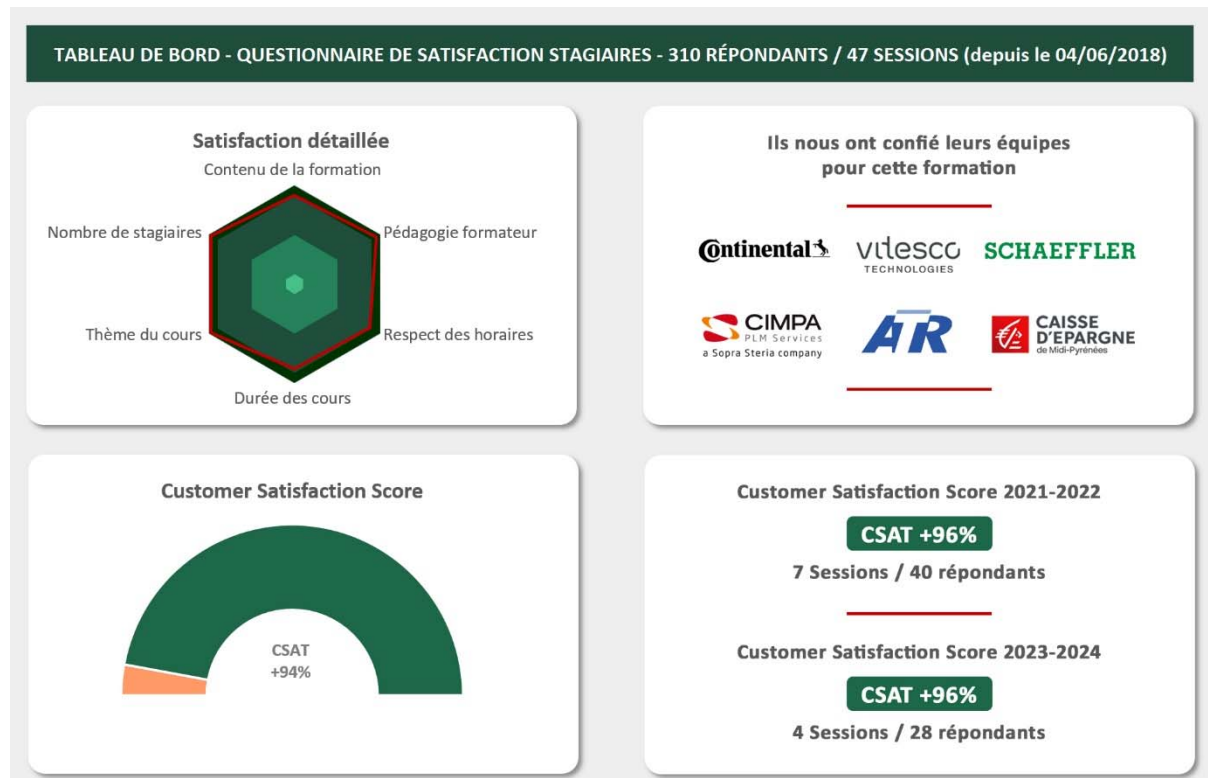 TABLEAU DE BORD - QUESTIONNAIRE DE SATISFACTION STAGIAIRES - 310 RÉPONDANTS / 47 SESSIONS (depuis le 04/06/2018)
Satisfaction détaillée
Contenu de la formation
Nombre de stagiaires
Pédagogie formateur
Thème du cours
Respect des horaires
Durée des cours
Ils nous ont confié leurs équipes
pour cette formation
Continental
vitesco
TECHNOLOGIES
SCHAEFFLER
CIMPA
PLM Services
a Sopra Steria company
ATR
CAISSE
D'EPARGNE
de Midi-Pyrénées
Customer Satisfaction Score
CSAT
+94%
Customer Satisfaction Score 2021-2022
CSAT +96%
7 Sessions / 40 répondants
Customer Satisfaction Score 2023-2024
CSAT +96%
4 Sessions / 28 répondants